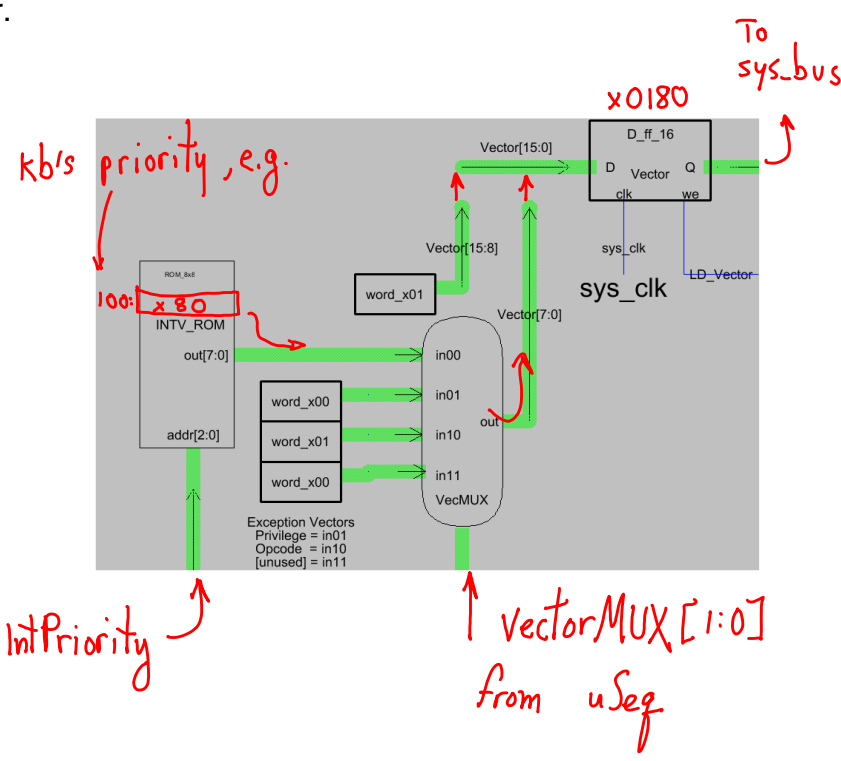 r.
To
sys_bus
x0180
D_ff_16
Vector[15:0]
D
Q
Vector
clk
we
kb's priority, e.g.
Vector[15:8]
sys_clk
LD_Vector
sys_clk
ROM_8x8
100: x80
INTV_ROM
word_x01
Vector[7:0]
out[7:0]
in00
word_x00
in01
word_x01
in10
out
addr[2:0]
word_x00
in11
VecMUX
Exception Vectors
Privilege = in01
Opcode = in10
[unused] = in11
IntPriority
VectorMUX [1:0]
from uSeq